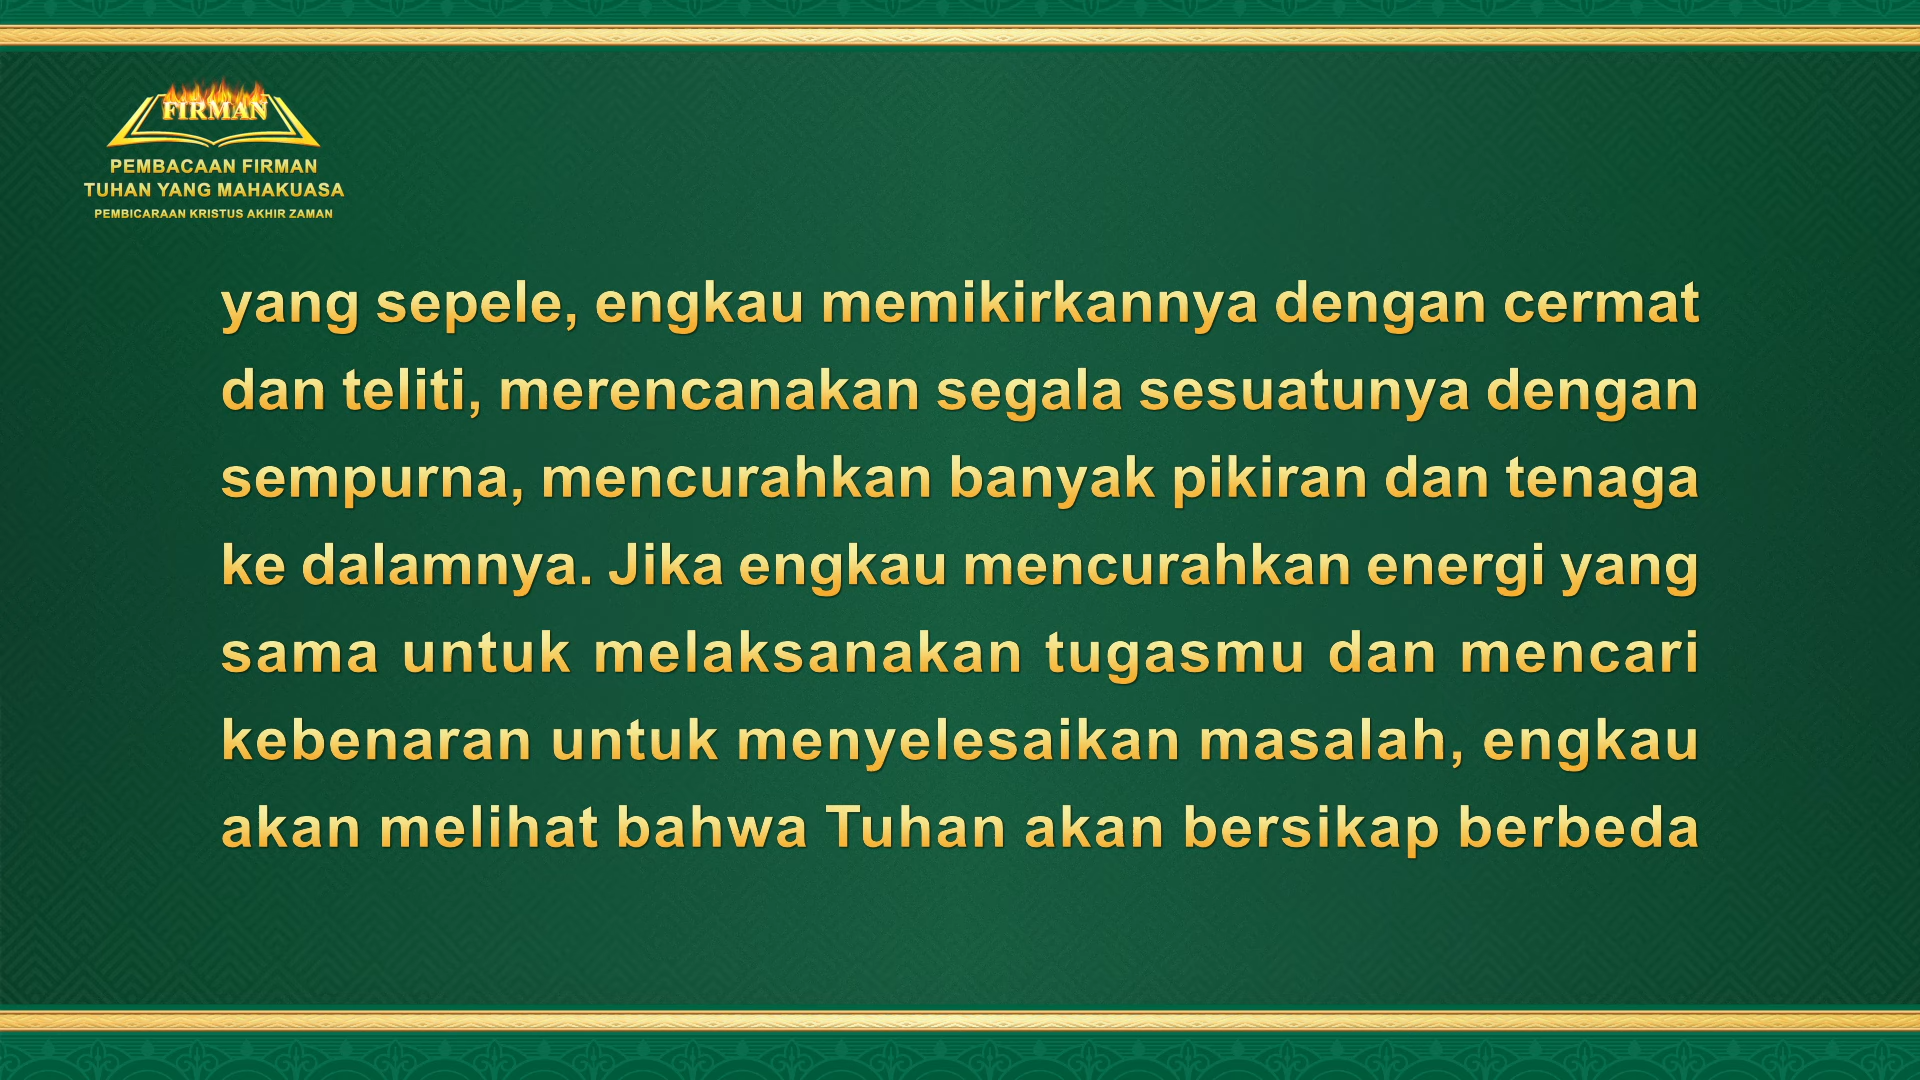 FIRMAN
PEMBACAAN FIRMAN
TUHAN YANG MAHAKUASA
PEMBICARAAN KRISTUS AKHIR ZAMAN
yang sepele, engkau memikirkannya dengan cermat
dan teliti, merencanakan segala sesuatunya dengan
sempurna, mencurahkan banyak pikiran dan tenaga
ke dalamnya. Jika engkau mencurahkan energi yang
sama untuk melaksanakan tugasmu dan mencari
kebenaran untuk menyelesaikan masalah, engkau
akan melihat bahwa Tuhan akan bersikap berbeda